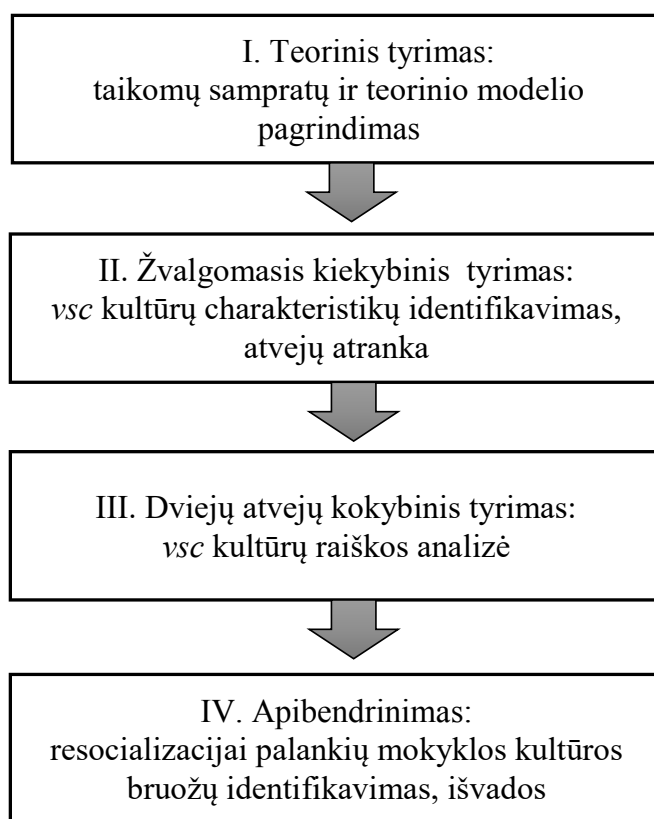 I. Teorinis tyrimas:
taikomų sampratų ir teorinio modelio
pagrindimas
II. Žvalgomasis kiekybinis tyrimas:
vsc kultūrų charakteristikų identifikavimas,
atvejų atranka
III. Dviejų atvejų kokybinis tyrimas:
vsc kultūrų raiškos analizė
IV. Apibendrinimas:
resocializacijai palankių mokyklos kultūros
bruožų identifikavimas, išvados